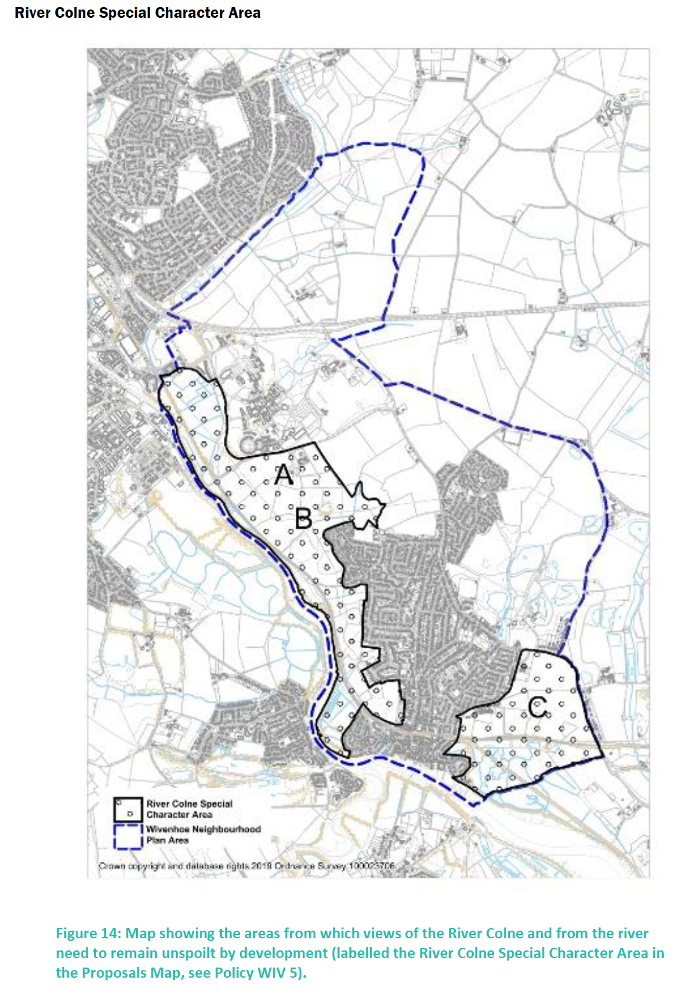 River Colne Special Character Area
A
B
C
River Colne Special
Character Area
Wivenhoe Neighbourhood
Plan Area
Crown copyright and database rights 2019 Ordnance Survey 100023706
Figure 14: Map showing the areas from which views of the River Colne and from the river
need to remain unspoilt by development (labelled the River Colne Special Character Area in
the Proposals Map, see Policy WIV 5).